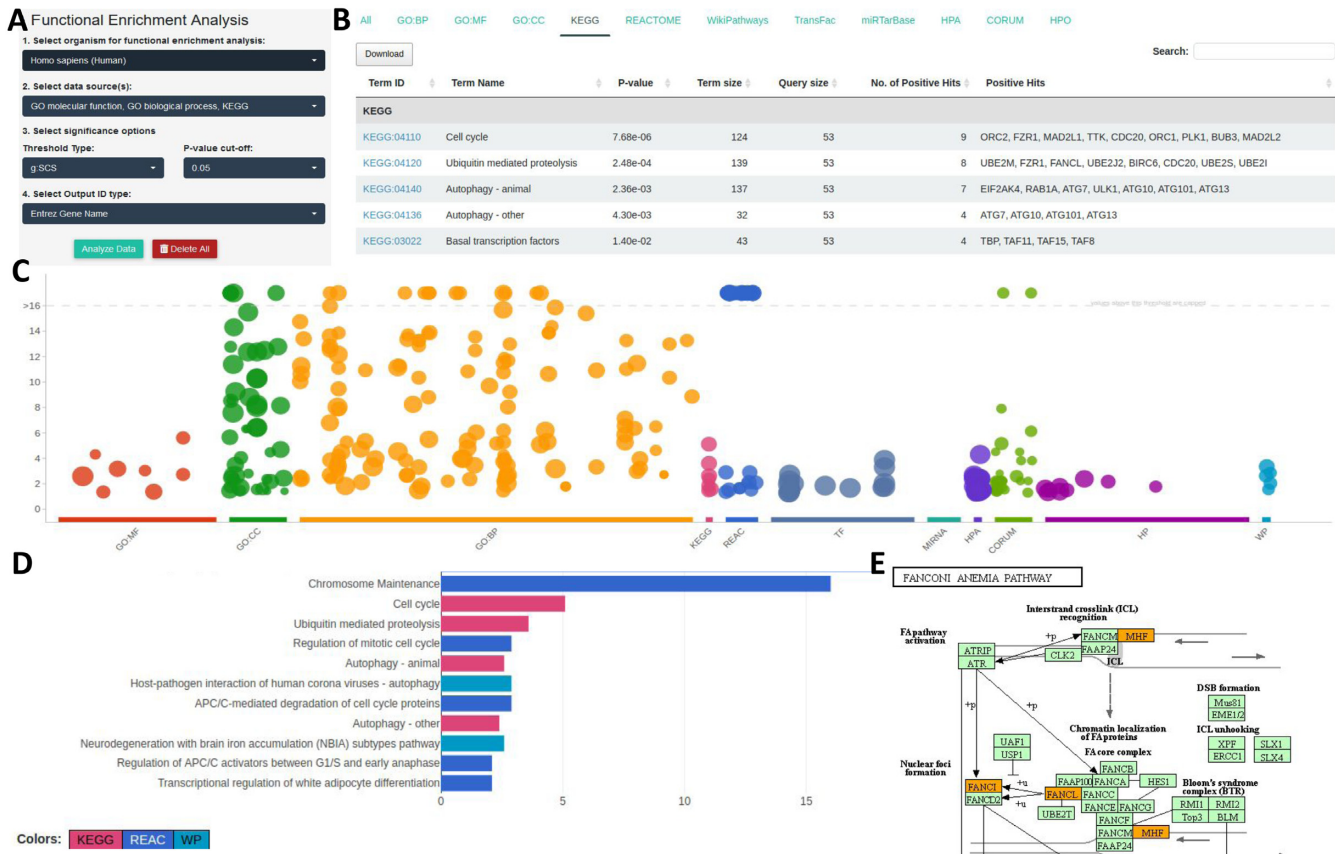 A
Functional Enrichment Analysis
1. Select organism for functional enrichment analysis:
Homo sapiens (Human)
2. Select data source(s):
GO molecular function, GO biological process, KEGG
3. Select significance options
Threshold Type: P-value cut-off:
g:SCS 0.05
4. Select Output ID type:
Entrez Gene Name
Analyze Data Delete All
B
All GO:BP GO:MF GO:CC KEGG REACTOME WikiPathways TransFac miRTarBase HPA CORUM HPO
Download Search:
Term ID Term Name P-value Term size Query size No. of Positive Hits Positive Hits
KEGG
KEGG:04110 Cell cycle 7.68e-06 124 53 9 ORC2, FZR1, MAD2L1, TTK, CDC20, ORC1, PLK1, BUB3, MAD2L2
KEGG:04120 Ubiquitin mediated proteolysis 2.48e-04 139 53 8 UBE2M, FZR1, FANCL, UBE2J2, BIRC6, CDC20, UBE2S, UBE2I
KEGG:04140 Autophagy - animal 2.36e-03 137 53 7 EIF2AK4, RAB1A, ATG7, ULK1, ATG10, ATG101, ATG13
KEGG:04136 Autophagy - other 4.30e-03 32 53 4 ATG7, ATG10, ATG101, ATG13
KEGG:03022 Basal transcription factors 1.40e-02 43 53 4 TBP, TAF11, TAF15, TAF8
C
>16
values above this threshold are capped
14
12
10
8
6
4
2
0
GO:MF GO:CC GO:BP KEGG REAC TF MIRNA HPA CORUM HP WP
D
Chromosome Maintenance
Cell cycle
Ubiquitin mediated proteolysis
Regulation of mitotic cell cycle
Autophagy - animal
Host-pathogen interaction of human corona viruses - autophagy
APC/C-mediated degradation of cell cycle proteins
Autophagy - other
Neurodegeneration with brain iron accumulation (NBIA) subtypes pathway
Regulation of APC/C activators between G1/S and early anaphase
Transcriptional regulation of white adipocyte differentiation
0 5 10 15
Colors: KEGG REAC WP
E
FANCONI ANEMIA PATHWAY
Interstrand crosslink (ICL)
recognition
FA pathway
activation
+p
FANCM MHF
ATRIP
FAAP24
ATR
CLK2
ICL
DSB formation
Mus81
EME1/2
+p
+p
Chromatin localization
of FA proteins
ICL unhooking
UAF1
USP1
FA core complex
XPF SLX1
ERCC1 SLX4
Nuclear foci
formation
FANCB
FAAP100 FANCA HES1
FANCI
+u
FANCL FANCC
Bloom's syndrome
complex (BTR)
FANCD2
+u
FANCE FANCG
RMI1 RMI2
UBE2T
FANCF
Top3 BLM
FANCM MHF
FAAP24